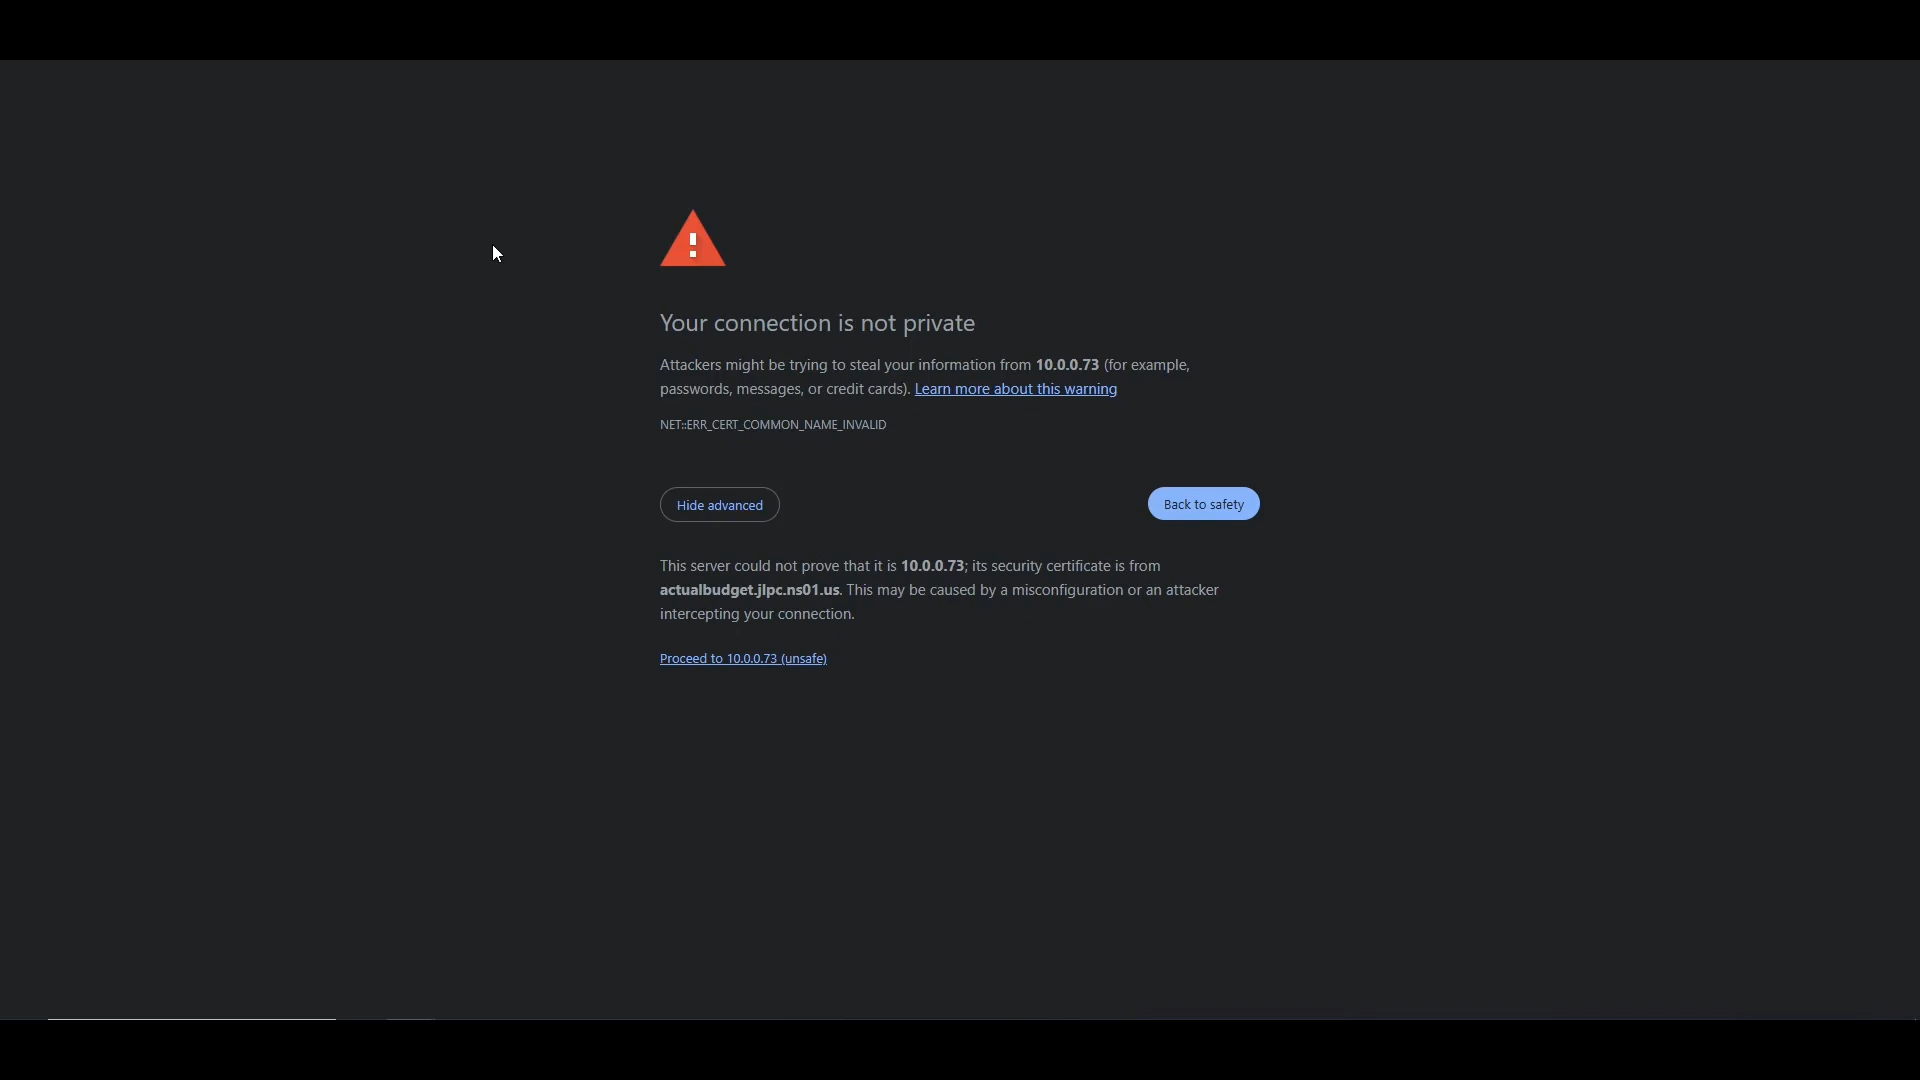 Your connection is not private
Attackers might be trying to steal your information from 10.0.0.73 (for example,
passwords, messages, or credit cards). Learn more about this warning
NET::ERR_CERT_COMMON_NAME_INVALID
Hide advanced
Back to safety
This server could not prove that it is 10.0.0.73; its security certificate is from
actualbudget.jlpc.ns01.us. This may be caused by a misconfiguration or an attacker
intercepting your connection.
Proceed to 10.0.0.73 (unsafe)